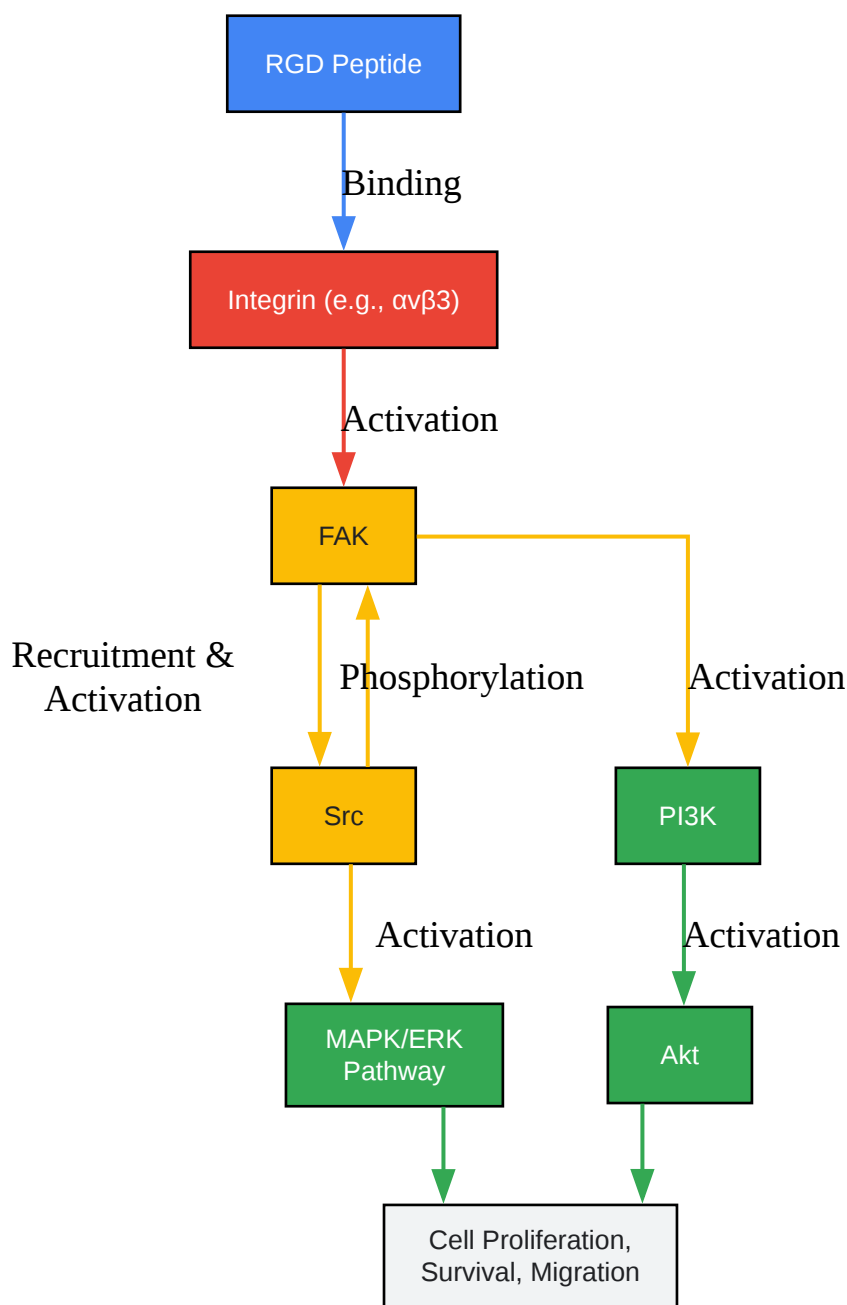 RGD Peptide
Binding
Integrin (e.g., αvβ3)
Activation
FAK
Recruitment &
Activation
Phosphorylation
Activation
Src
PI3K
Activation
Activation
MAPK/ERK
Pathway
Akt
Cell Proliferation,
Survival, Migration